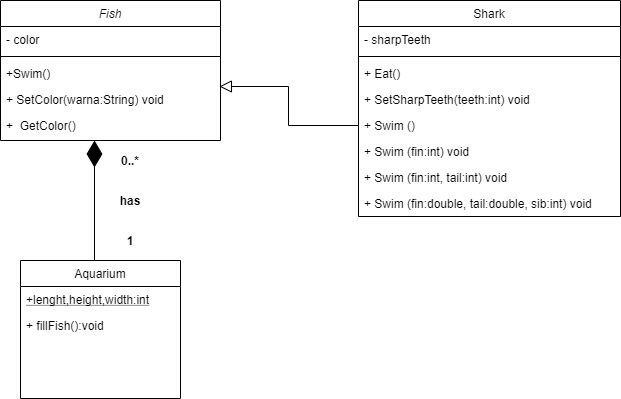 Fish
- color
+Swim()
+ SetColor(warna:String) void
+ GetColor()
Shark
- sharpTeeth
+ Eat()
+ SetSharpTeeth(teeth:int) void
+ Swim ()
+ Swim (fin:int) void
+ Swim (fin:int, tail:int) void
+ Swim (fin:double, tail:double, sib:int) void
0..*
has
1
Aquarium
+lenght,height,width:int
+ fillFish():void